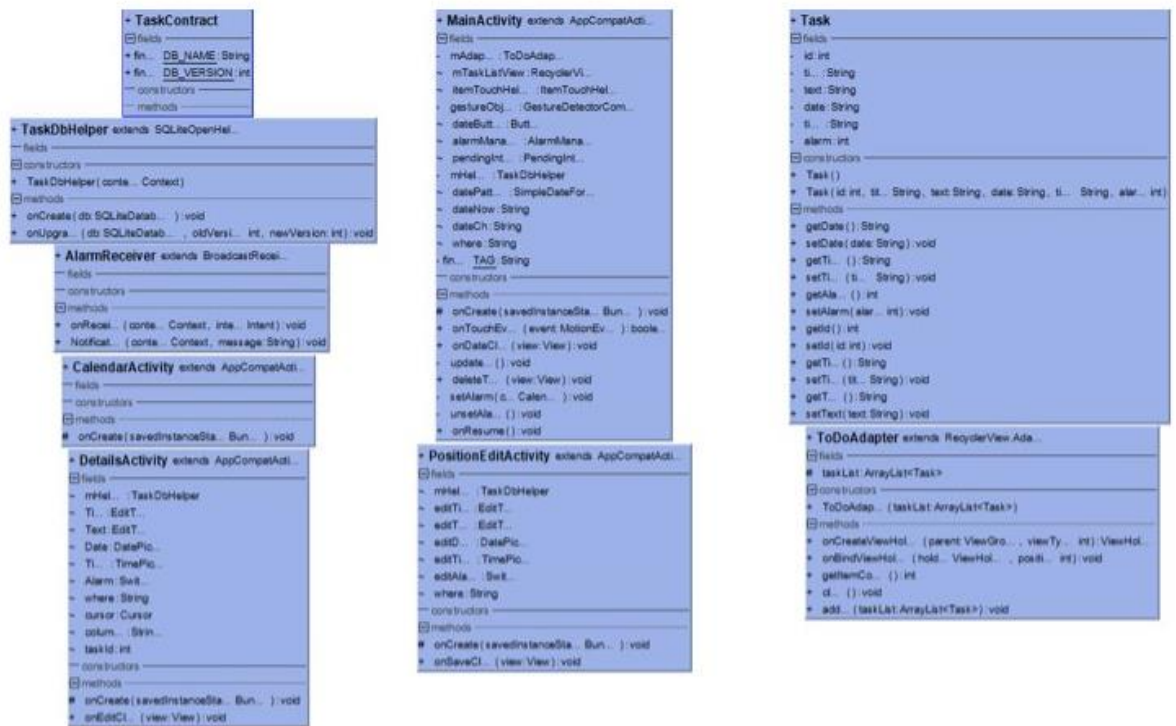 + TaskContract
fields
+ fin... DB_NAME:String
+ fin... DB_VERSION:int
constructors
methods
+ TaskDbHelper extends SQLiteOpenHel...
fields
constructors
+ TaskDbHelper(conte... Context)
methods
+ onCreate(db:SQLiteDatab... ):void
+ onUpgra... (db:SQLiteDatab... , oldVersi... int, newVersion:int):void
+ AlarmReceiver extends BroadcastRecei...
fields
constructors
methods
+ onRecei... (conte... Context, inte... Intent):void
+ Notificat... (conte... Context, message:String):void
+ CalendarActivity extends AppCompatActi...
fields
constructors
methods
# onCreate(savedInstanceSta... Bun... ):void
+ DetailsActivity extends AppCompatActi...
fields
~ mHel... :TaskDbHelper
~ Ti... :EditT...
~ Text:EditT...
~ Date:DatePic...
~ Ti... :TimePic...
~ Alarm:Swit...
~ where:String
~ cursor:Cursor
~ colum... :Strin...
~ taskId:int
constructors
methods
# onCreate(savedInstanceSta... Bun... ):void
+ onEditCl... (view:View):void
+ MainActivity extends AppCompatActi...
fields
- mAdap... :ToDoAdap...
~ mTaskListView:RecyclerVi...
~ itemTouchHel... :ItemTouchHel...
- gestureObj... :GestureDetectorCom...
~ dateButt... :Butt...
~ alarmMana... :AlarmMana...
~ pendingInt... :PendingInt...
- mHel... :TaskDbHelper
~ datePatt... :SimpleDateFor...
~ dateNow:String
~ dateCh:String
~ where:String
- fin... TAG:String
constructors
methods
# onCreate(savedInstanceSta... Bun... ):void
+ onTouchEv... (event:MotionEv... ):boole...
+ onDateCl... (view:View):void
- update... ():void
+ deleteT... (view:View):void
- setAlarm(c... Calen... ):void
- unsetAla... ():void
+ onResume():void
+ PositionEditActivity extends AppCompatActi...
fields
~ mHel... :TaskDbHelper
~ editTi... :EditT...
~ editT... :EditT...
~ editD... :DatePic...
~ editTi... :TimePic...
~ editAla... :Swit...
~ where:String
constructors
methods
# onCreate(savedInstanceSta... Bun... ):void
+ onSaveCl... (view:View):void
+ Task
fields
- id:int
- ti... :String
- text:String
- date:String
- ti... :String
- alarm:int
constructors
+ Task()
+ Task(id:int, tit... String, text:String, date:String, ti... String, alar... int)
methods
+ getDate():String
+ setDate(date:String):void
+ getTi... ():String
+ setTi... (ti... String):void
+ getAla... ():int
+ setAlarm(alar... int):void
+ getId():int
+ setId(id:int):void
+ getTi... ():String
+ setTi... (tit... String):void
+ getT... ():String
+ setText(text:String):void
+ ToDoAdapter extends RecyclerView.Ada...
fields
# taskList:ArrayList<Task>
constructors
+ ToDoAdap... (taskList:ArrayList<Task>)
methods
+ onCreateViewHol... (parent:ViewGro... , viewTy... int):ViewHol...
+ onBindViewHol... (hold... ViewHol... , positi... int):void
+ getItemCo... ():int
+ cl... ():void
+ add... (taskList:ArrayList<Task>):void